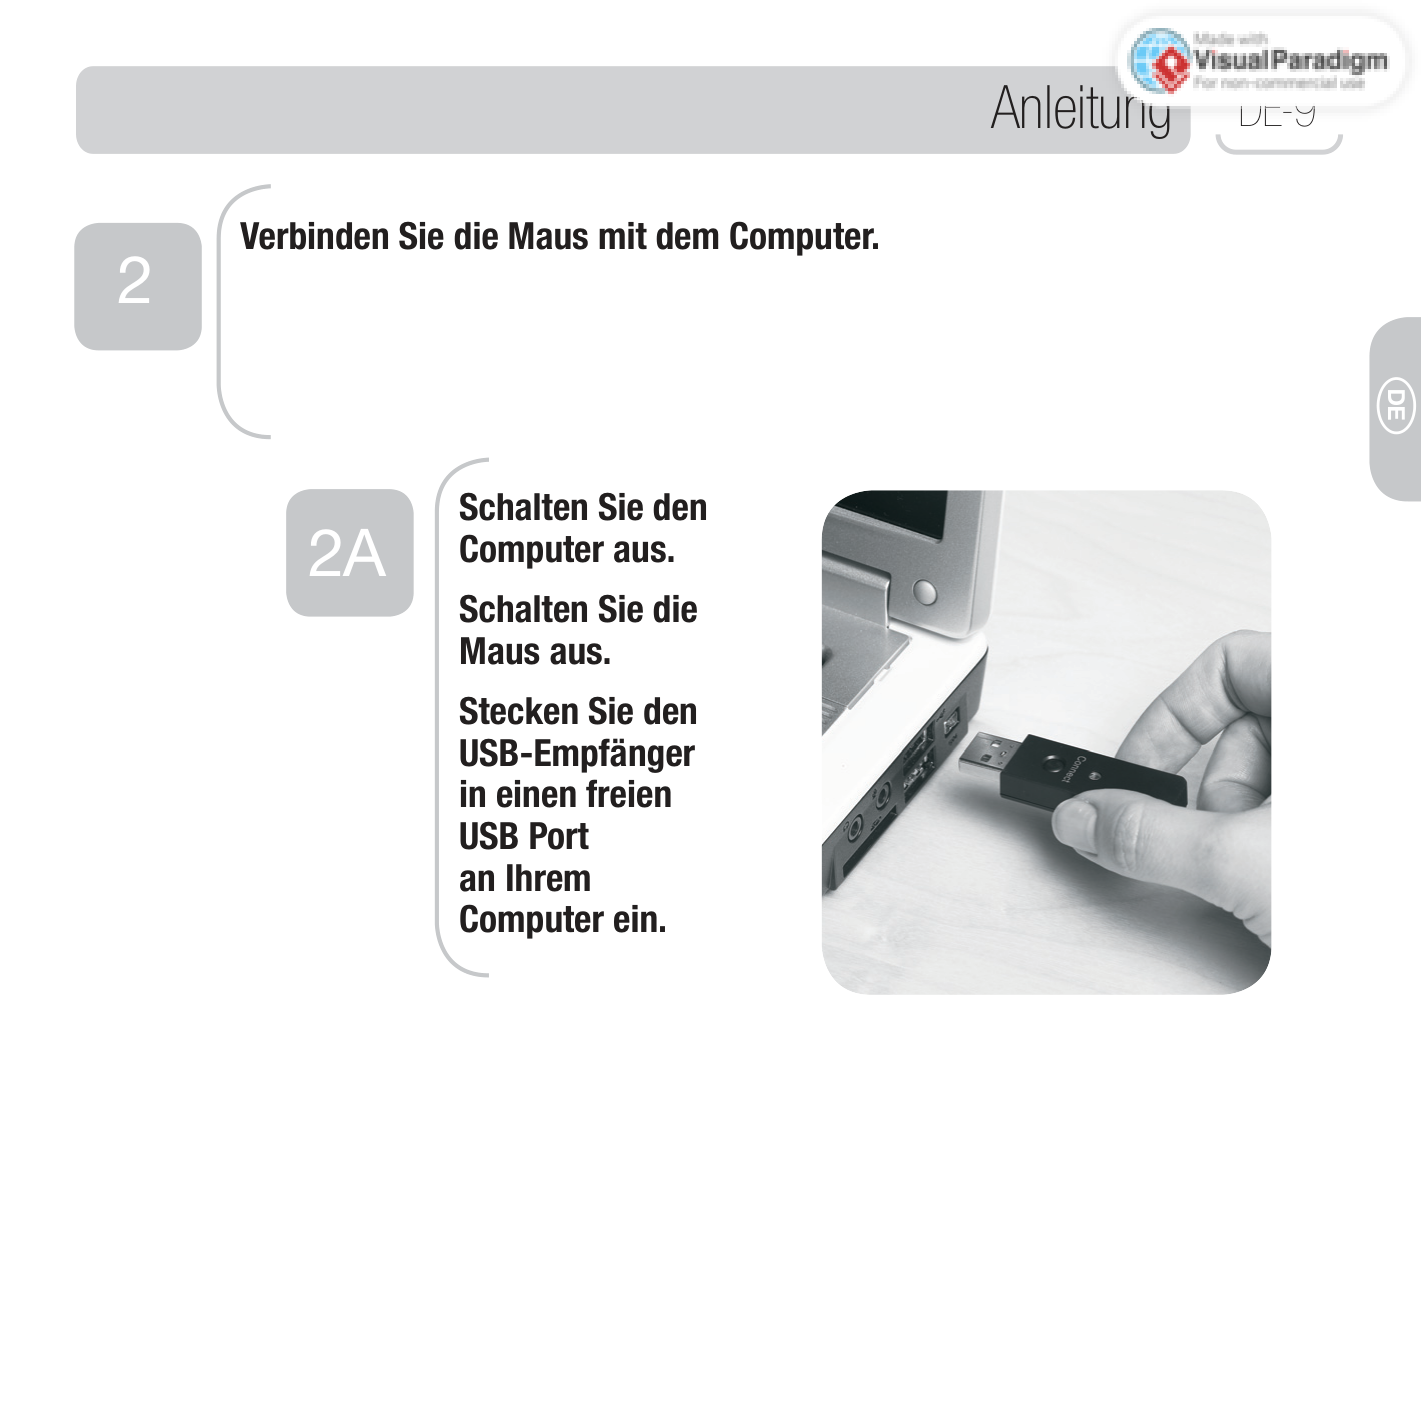 Made with
VisualParadigm
For non-commercial use
Anleitung
DE-9
2
Verbinden Sie die Maus mit dem Computer.
DE
2A
Schalten Sie den
Computer aus.
Schalten Sie die
Maus aus.
Stecken Sie den
USB-Empfänger
in einen freien
USB Port
an Ihrem
Computer ein.
Connect